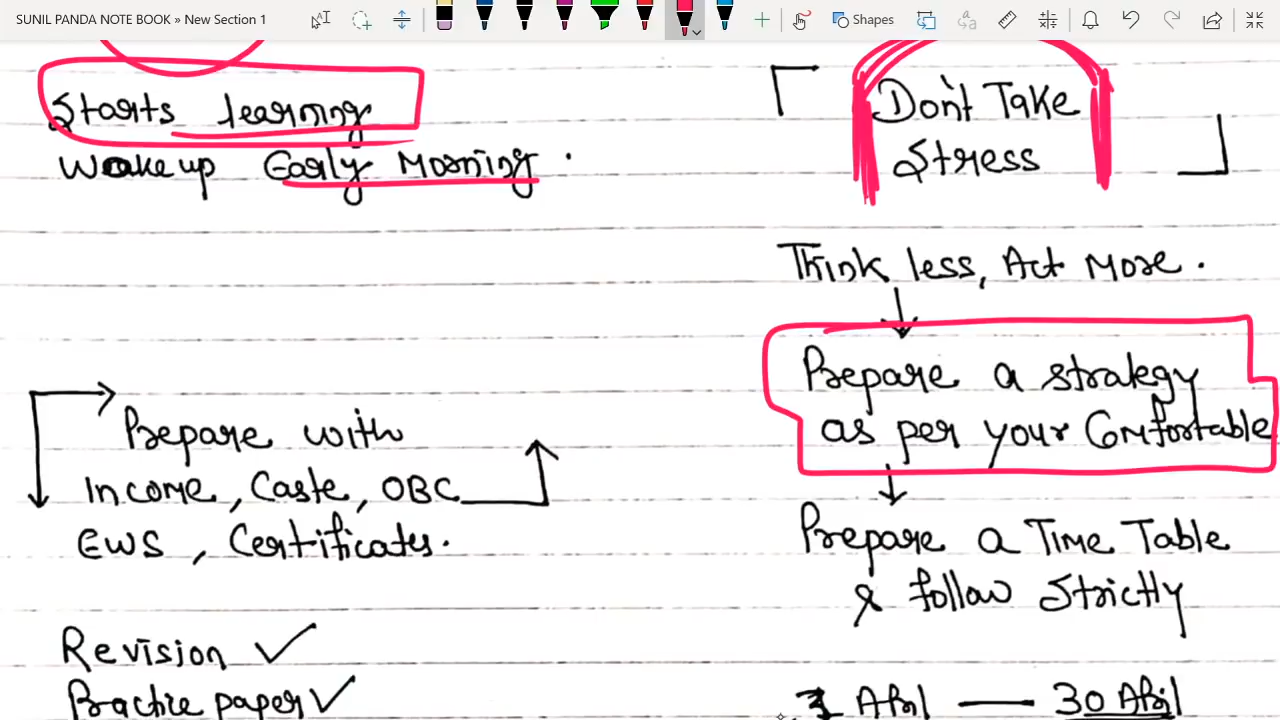 SUNIL PANDA NOTE BOOK » New Section 1
Shapes
Starts learning
Wakeup Early Morning .
Prepare with
Income, Caste, OBC
EWS , Certificates.
Revision ✓
Practice paper ✓
Don't Take
Stress
Think less, Act More .
Prepare a strategy
as per your Comfortable
Prepare a Time Table
& follow Strictly
April — 30 April